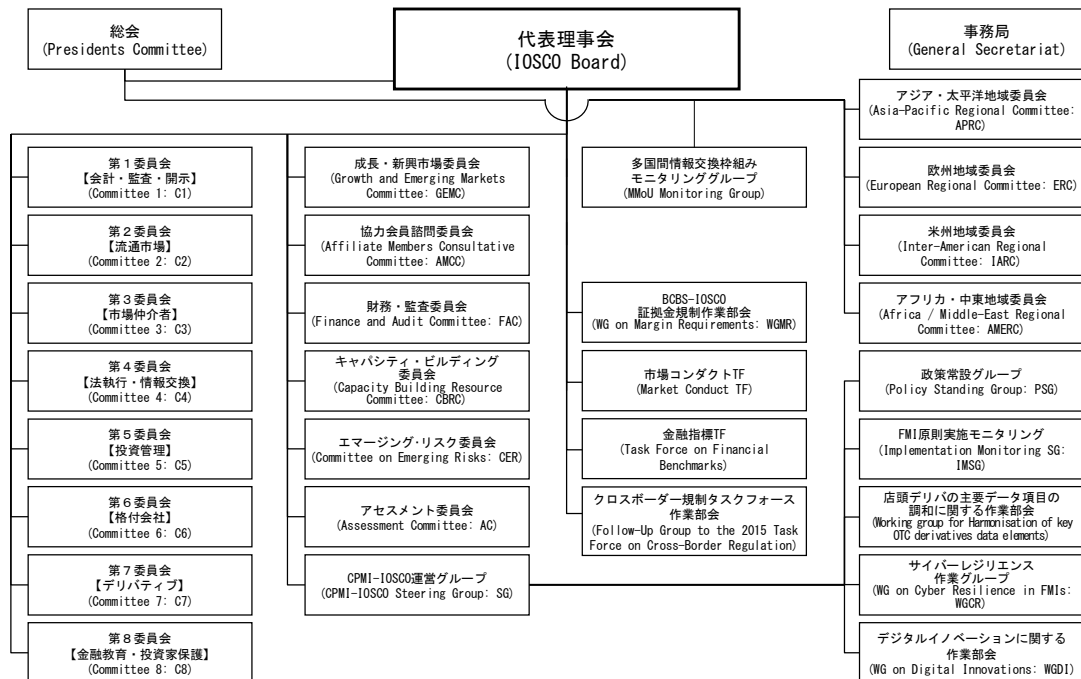 総会
(Presidents Committee)
代表理事会
(IOSCO Board)
事務局
(General Secretariat)
第1委員会
【会計・監査・開示】
(Committee 1: C1)
第2委員会
【流通市場】
(Committee 2: C2)
第3委員会
【市場仲介者】
(Committee 3: C3)
第4委員会
【法執行・情報交換】
(Committee 4: C4)
第5委員会
【投資管理】
(Committee 5: C5)
第6委員会
【格付会社】
(Committee 6: C6)
第7委員会
【デリバティブ】
(Committee 7: C7)
第8委員会
【金融教育・投資家保護】
(Committee 8: C8)
成長・新興市場委員会
(Growth and Emerging Markets
Committee: GEMC)
協力会員諮問委員会
(Affiliate Members Consultative
Committee: AMCC)
財務・監査委員会
(Finance and Audit Committee: FAC)
キャパシティ・ビルディング
委員会
(Capacity Building Resource
Committee: CBRC)
エマージング・リスク委員会
(Committee on Emerging Risks: CER)
アセスメント委員会
(Assessment Committee: AC)
CPMI-IOSCO運営グループ
(CPMI-IOSCO Steering Group: SG)
多国間情報交換枠組み
モニタリンググループ
(MMoU Monitoring Group)
BCBS-IOSCO
証拠金規制作業部会
(WG on Margin Requirements: WGMR)
市場コンダクトTF
(Market Conduct TF)
金融指標TF
(Task Force on Financial
Benchmarks)
クロスボーダー規制タスクフォース
作業部会
(Follow-Up Group to the 2015 Task
Force on Cross-Border Regulation)
アジア・太平洋地域委員会
(Asia-Pacific Regional Committee:
APRC)
欧州地域委員会
(European Regional Committee: ERC)
米州地域委員会
(Inter-American Regional
Committee: IARC)
アフリカ・中東地域委員会
(Africa / Middle-East Regional
Committee: AMERC)
政策常設グループ
(Policy Standing Group: PSG)
FMI原則実施モニタリング
(Implementation Monitoring SG:
IMSG)
店頭デリバの主要データ項目の
調和に関する作業部会
(Working group for Harmonisation of key
OTC derivatives data elements)
サイバーレジリエンス
作業グループ
(WG on Cyber Resilience in FMIs:
WGCR)
デジタルイノベーションに関する
作業部会
(WG on Digital Innovations: WGDI)